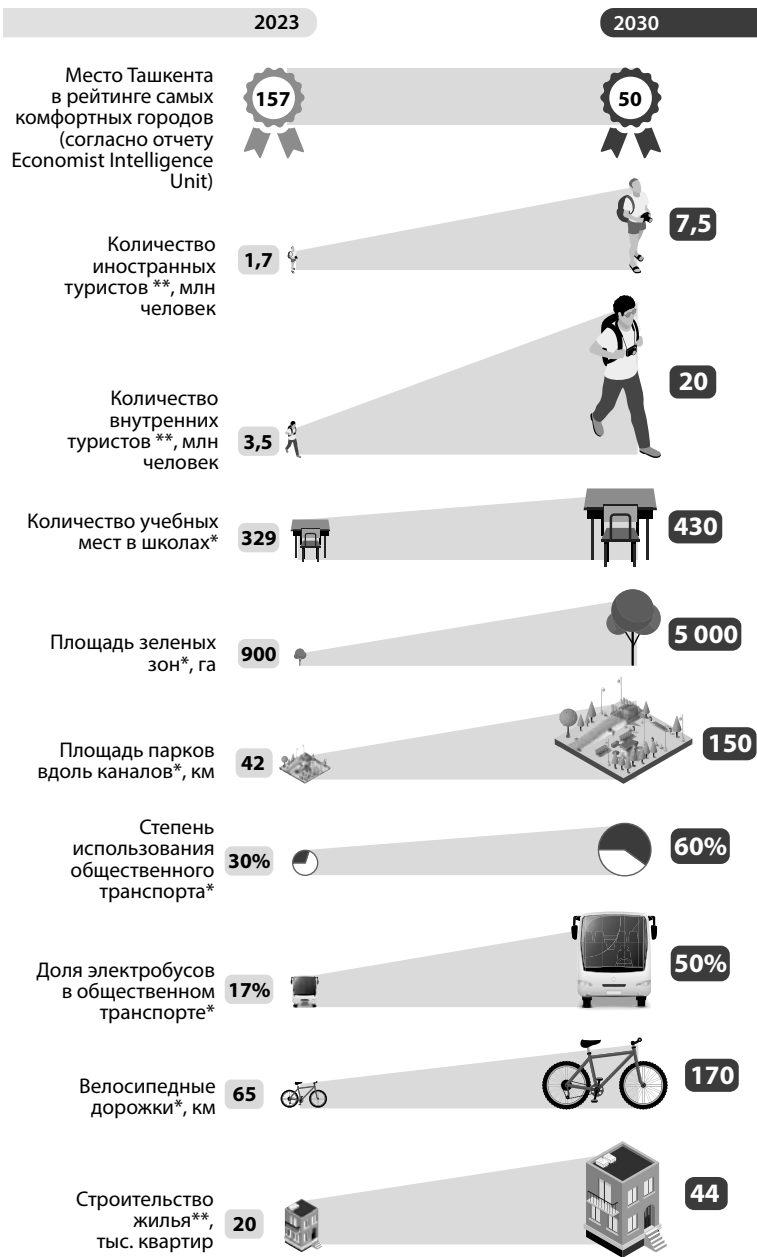 2023
2030
Место Ташкента
в рейтинге самых
комфортных городов
(согласно отчету
Economist Intelligence
Unit)
157
50
Количество
иностранных
туристов **, млн
человек
1,7
7,5
Количество
внутренних
туристов **, млн
человек
3,5
20
Количество учебных
мест в школах*
329
430
Площадь зеленых
зон*, га
900
5 000
Площадь парков
вдоль каналов*, км
42
150
Степень
использования
общественного
транспорта*
30%
60%
Доля электробусов
в общественном
транспорте*
17%
50%
Велосипедные
дорожки*, км
65
170
Строительство
жилья**,
тыс. квартир
20
44